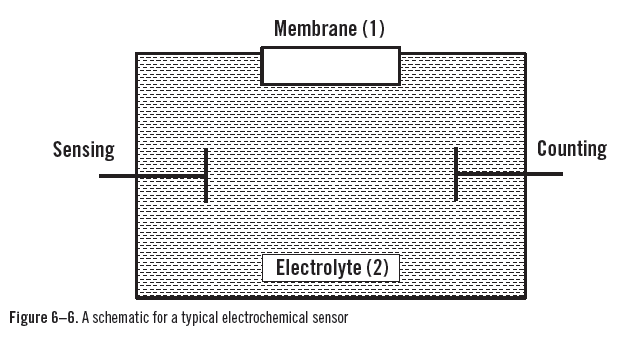 Membrane (1)
Sensing
Counting
Electrolyte (2)
Figure 6–6. A schematic for a typical electrochemical sensor